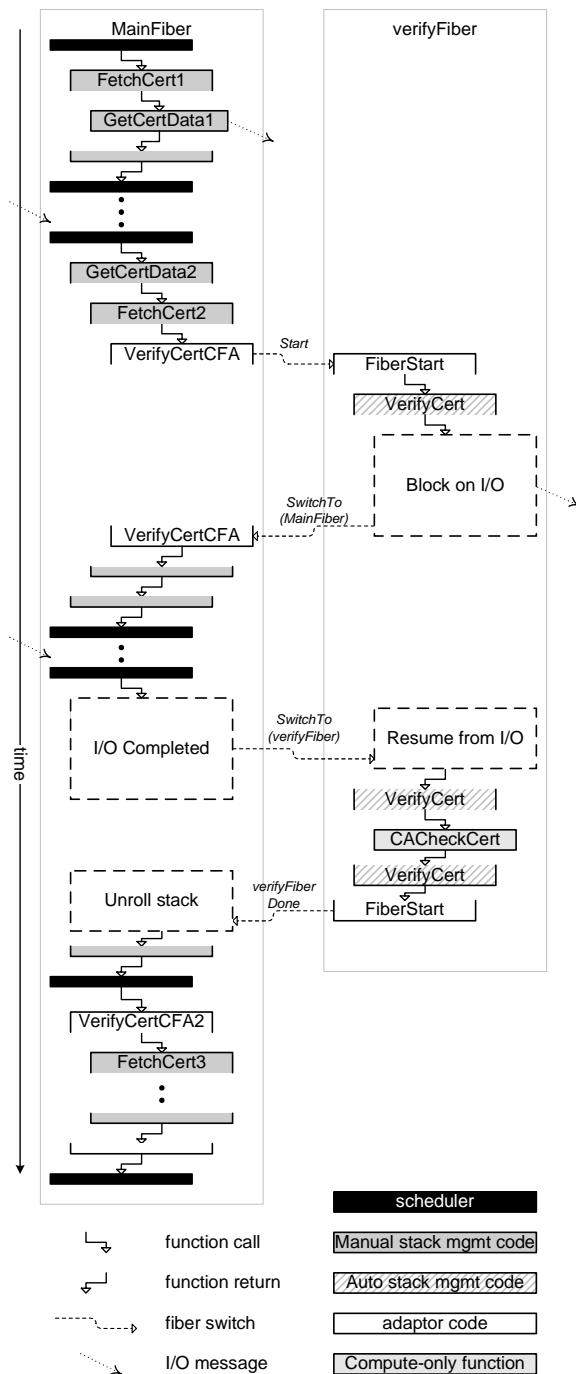 MainFiber
verifyFiber
FetchCert1
GetCertData1
GetCertData2
FetchCert2
VerifyCertCFA
Start
FiberStart
VerifyCert
Block on I/O
SwitchTo
(MainFiber)
VerifyCertCFA
time
I/O Completed
SwitchTo
(verifyFiber)
Resume from I/O
VerifyCert
CACheckCert
VerifyCert
Unroll stack
verifyFiber
Done
FiberStart
VerifyCertCFA2
FetchCert3
function call
function return
fiber switch
I/O message
scheduler
Manual stack mgmt code
Auto stack mgmt code
adaptor code
Compute-only function